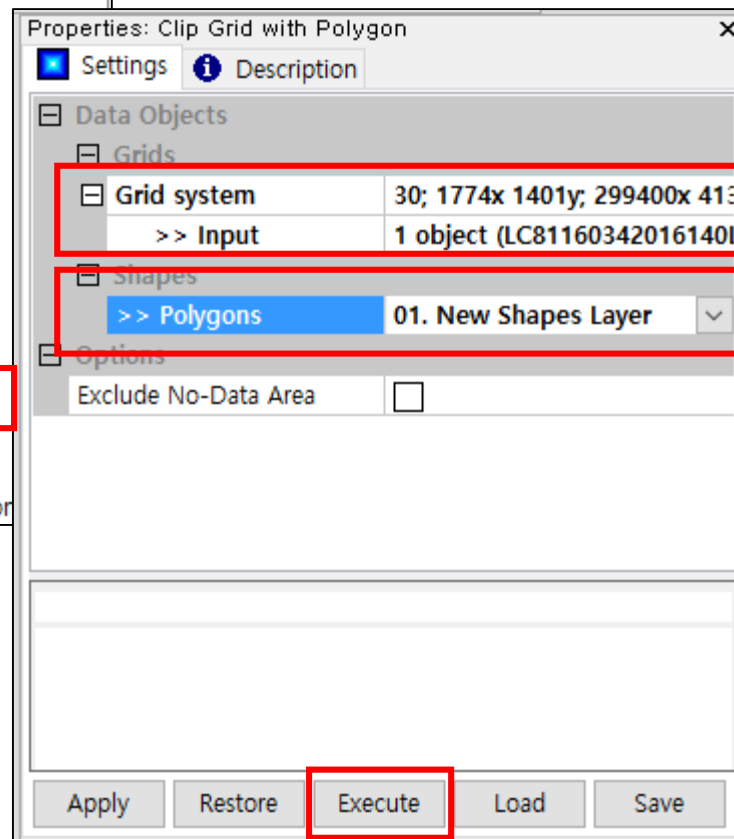 Properties: Clip Grid with Polygon
Settings Description
Data Objects
Grids
Grid system 30; 1774x 1401y; 299400x
>> Input 1 object (LC81160342016140
Shapes
>> Polygons 01. New Shapes Layer
Options
Exclude No-Data Area
Apply Restore Execute Load Save